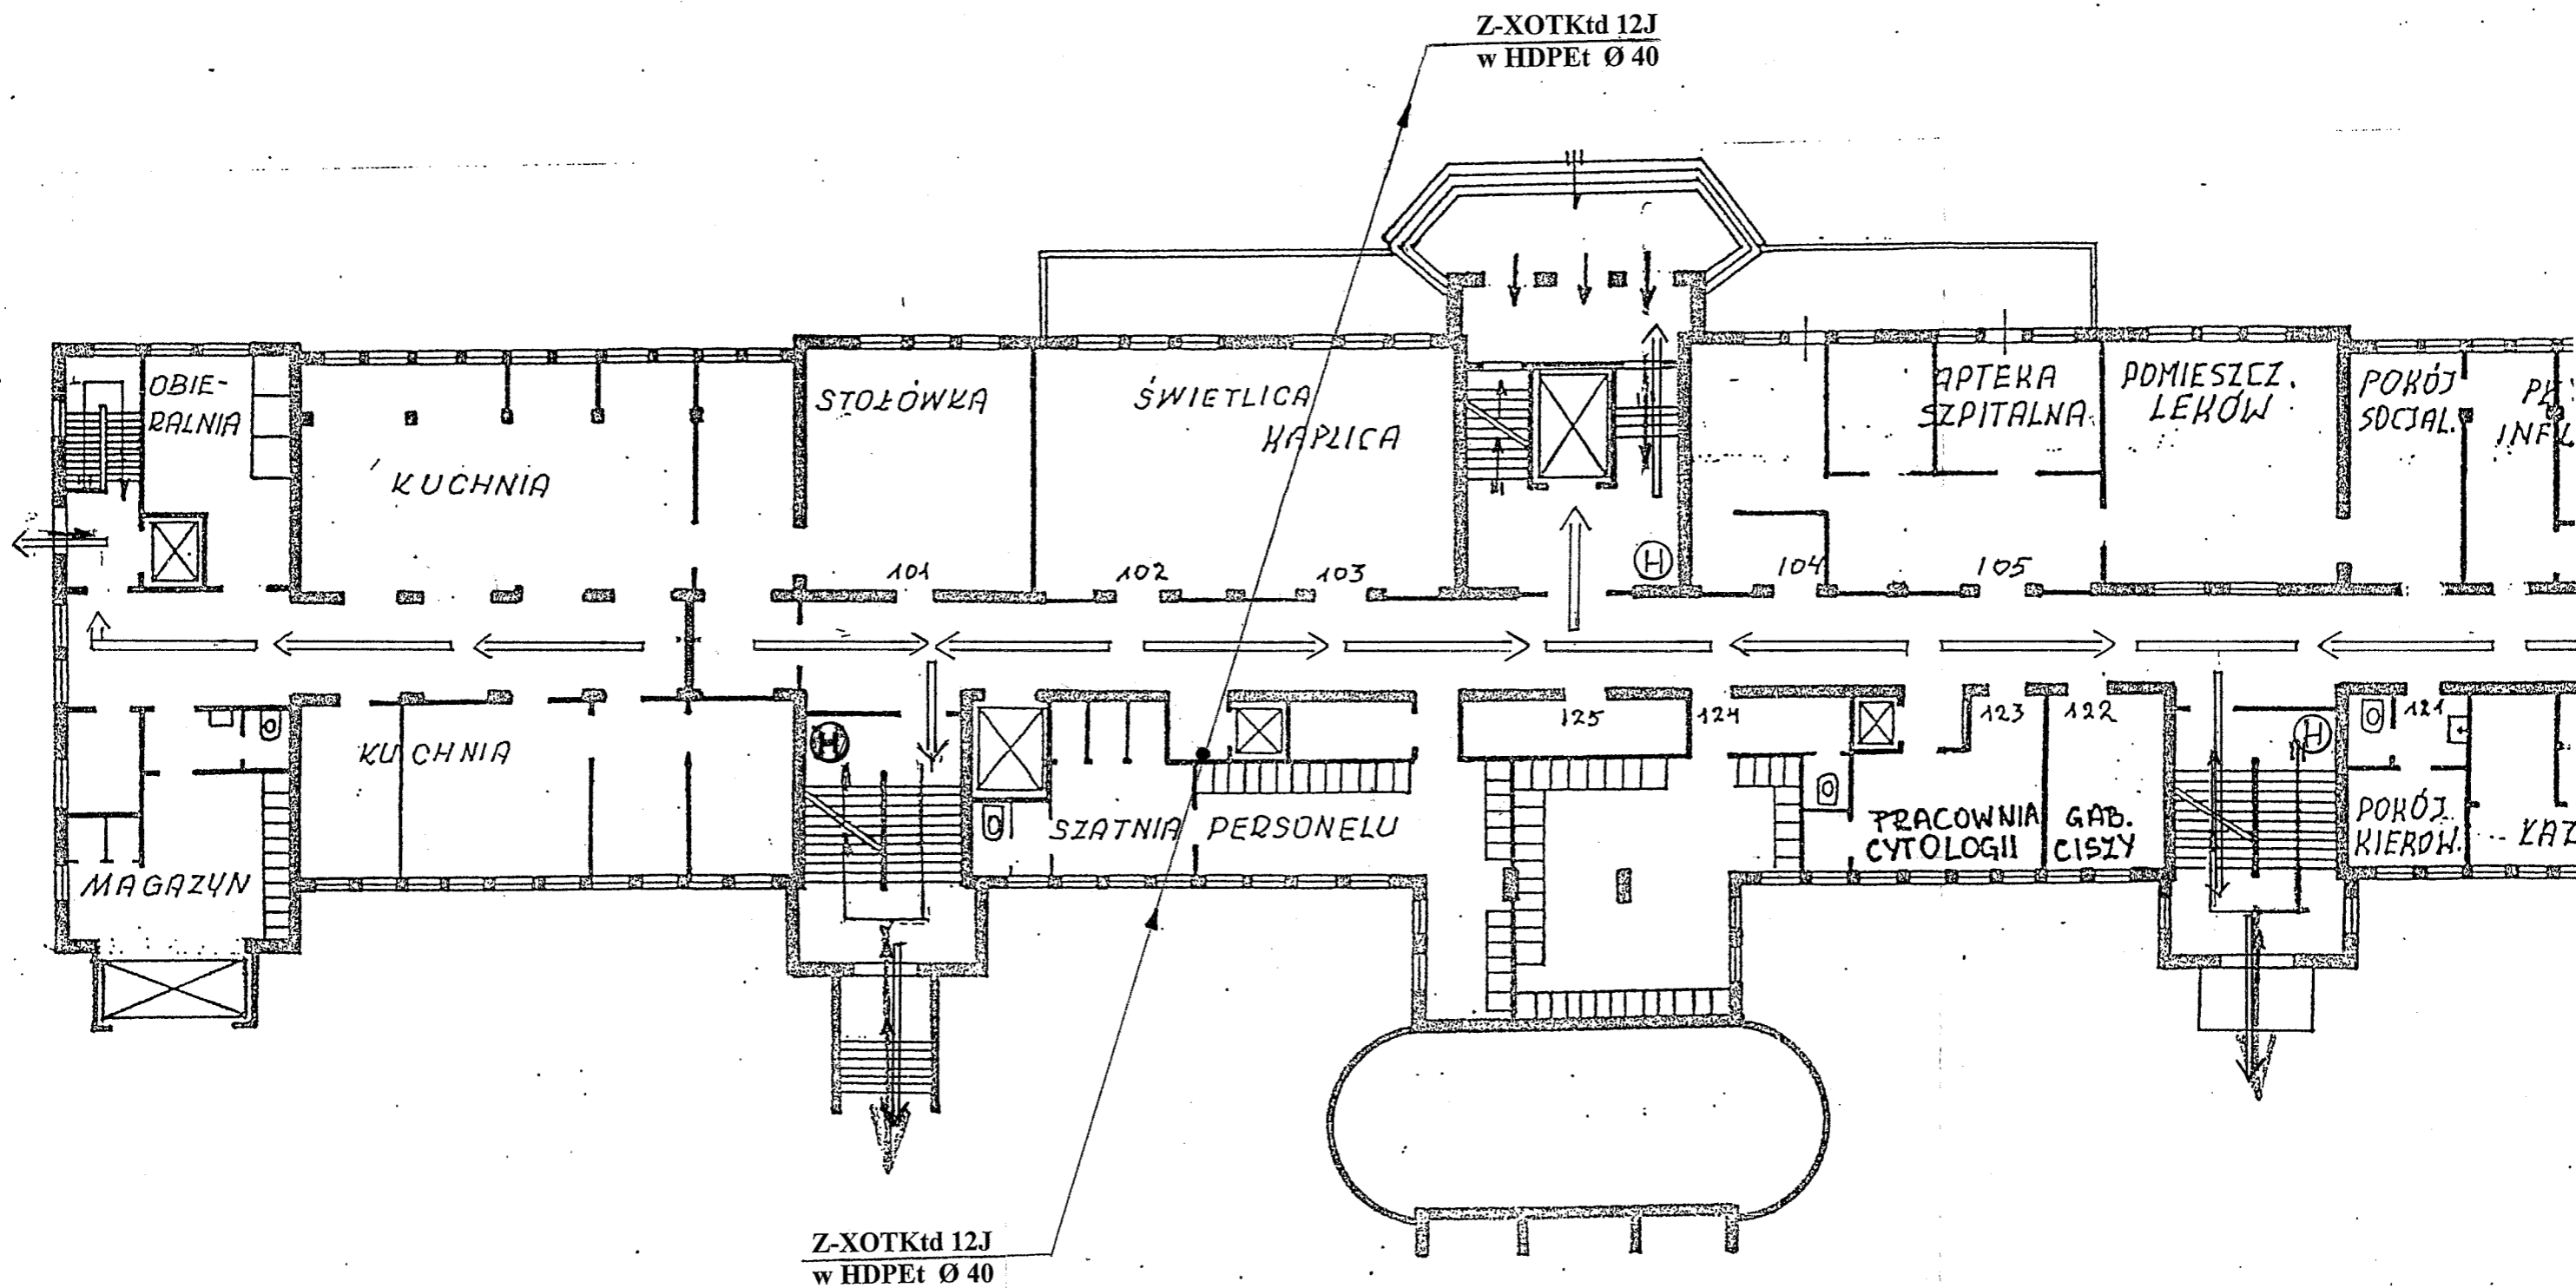 Z-XOTKtd 12J
w HDPEt Ø 40
OBIE-
RALNIA
KUCHNIA
STOŁÓWKA
ŚWIETLICA
KAPLICA
APTEKA
SZPITALNA
POMIESZCZ.
LEKÓW
POKÓJ
SOCJAL.
H
101
102
103
104
105
KUCHNIA
H
125
124
123
122
H
121
MAGAZYN
SZATNIA PERSONELU
PRACOWNIA
CYTOLOGII
GAB.
CISZY
POKÓJ
KIEROW.
Z-XOTKtd 12J
w HDPEt Ø 40